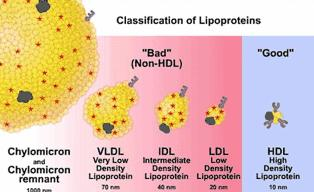 Classification of Lipoproteins
"Bad"
(Non-HDL)
"Good"
Chylomicron
and Chylomicron
remnant
1000 nm
VLDL
Very Low
Density
Lipoprotein
70 nm
IDL
Intermediate
Density
Lipoprotein
40 nm
LDL
Low
Density
Lipoprotein
20 nm
HDL
High
Density
Lipoprotein
10 nm